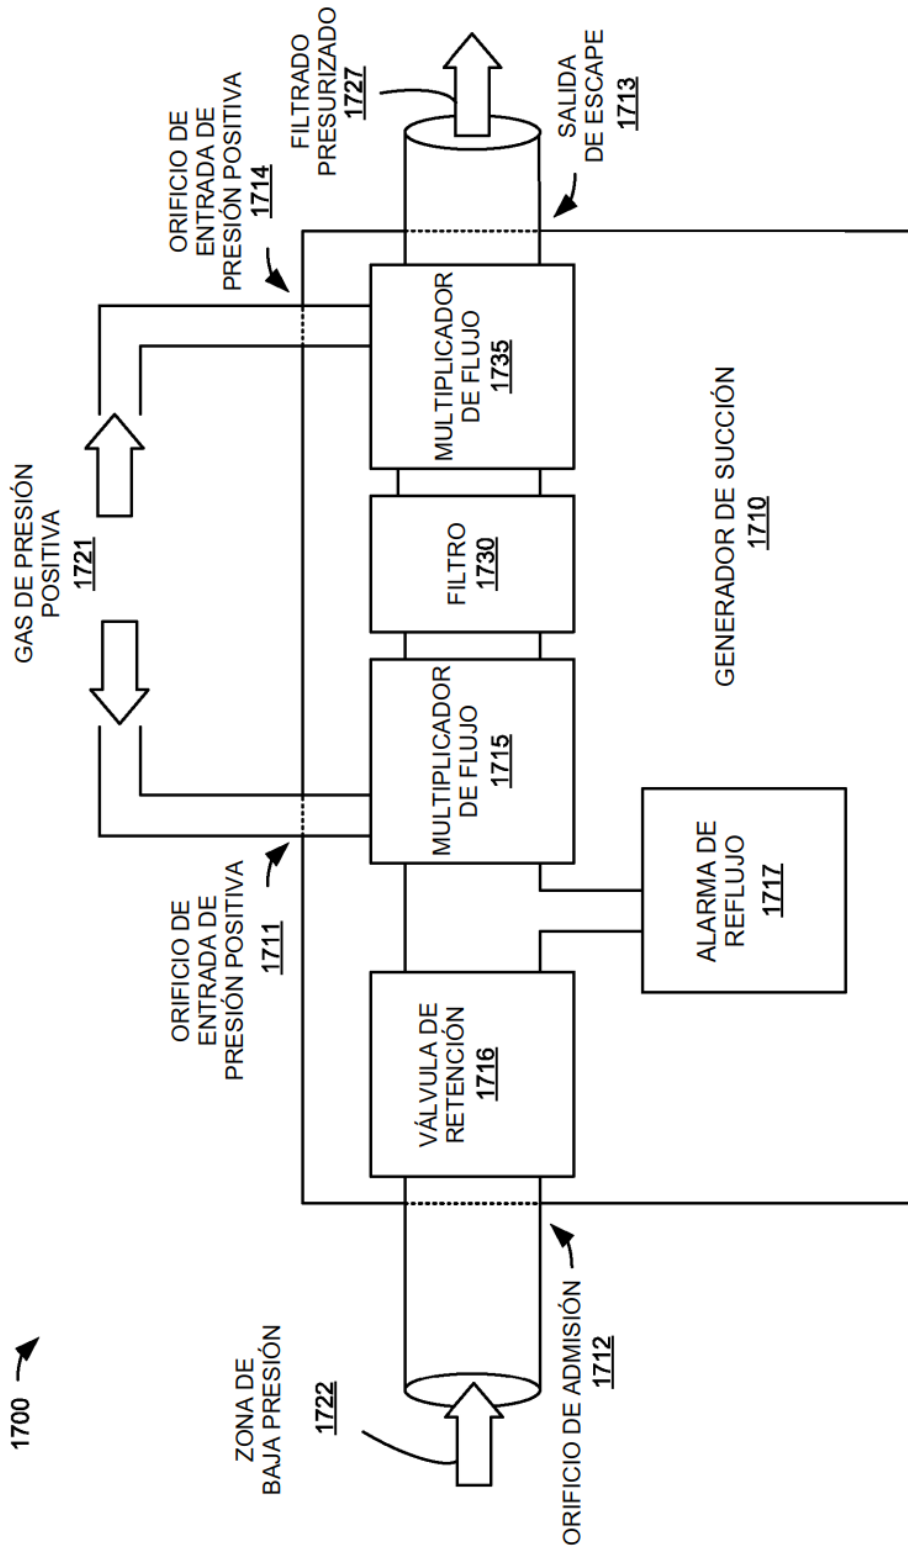 1700
GAS DE PRESIÓN
POSITIVA
1721
ORIFICIO DE
ENTRADA DE
PRESIÓN POSITIVA
1711
ORIFICIO DE
ENTRADA DE
PRESIÓN POSITIVA
1714
ZONA DE
BAJA PRESIÓN
1722
FILTRADO
PRESURIZADO
1727
VÁLVULA DE
RETENCIÓN
1716
MULTIPLICADOR
DE FLUJO
1715
FILTRO
1730
MULTIPLICADOR
DE FLUJO
1735
ORIFICIO DE ADMISIÓN
1712
SALIDA
DE ESCAPE
1713
ALARMA DE
REFLUJO
1717
GENERADOR DE SUCCIÓN
1710